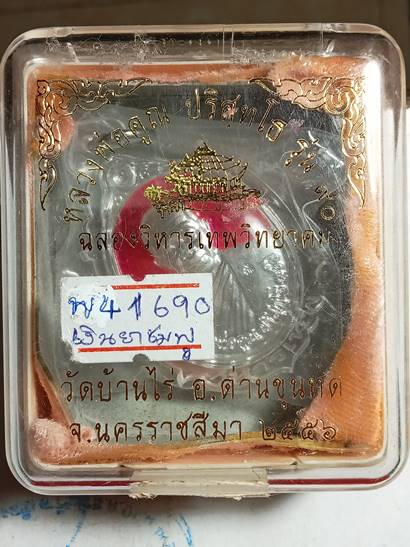 หลวงพ่อคูณ ปริสุทโธ รุ่น ๙๐
ฉลองวิหารเทพวิทยาคม
พ41690
เงินยาชมพู
วัดบ้านไร่ อ.ด่านขุนทด
จ.นครราชสีมา ๒๕๕๖